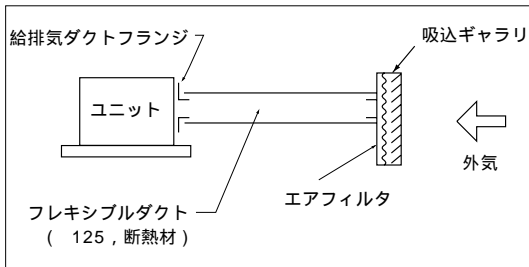 給排気ダクトフランジ
吸込ギャラリ
ユニット
外気
エアフィルタ
フレキシブルダクト
( 125 , 断熱材 )